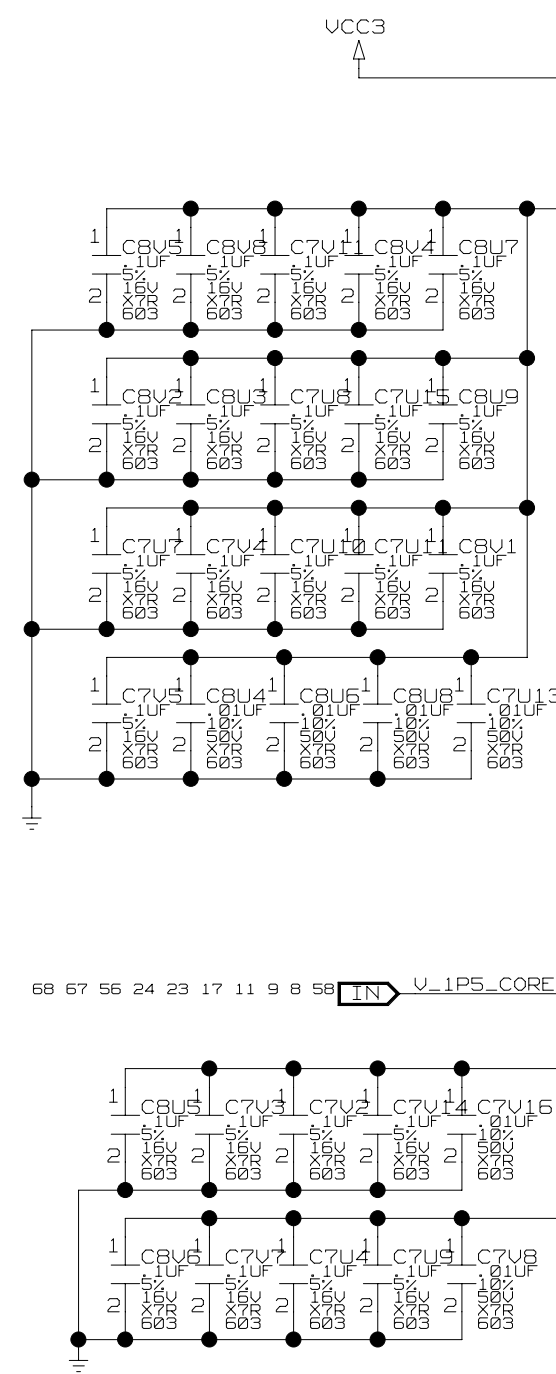 VCC3
1 C8V5 1 C8V8 1 C7V11 1 C8V4 1 C8U7
.1UF .1UF .1UF .1UF .1UF
5% 5% 5% 5% 5%
2 16V 2 16V 2 16V 2 16V 2 16V
X7R X7R X7R X7R X7R
603 603 603 603 603
1 C8V2 1 C8U3 1 C7U8 1 C7U15 1 C8U9
.1UF .1UF .1UF .1UF .1UF
5% 5% 5% 5% 5%
2 16V 2 16V 2 16V 2 16V 2 16V
X7R X7R X7R X7R X7R
603 603 603 603 603
1 C7U7 1 C7V4 1 C7U10 1 C7U11 1 C8V1
.1UF .1UF .1UF .1UF .1UF
5% 5% 5% 5% 5%
2 16V 2 16V 2 16V 2 16V 2 16V
X7R X7R X7R X7R X7R
603 603 603 603 603
1 C7V5 1 C8U4 1 C8U6 1 C8U8 1 C7U13
.1UF .01UF .01UF .01UF .01UF
5% 10% 10% 10% 10%
2 16V 2 50V 2 50V 2 50V 2 50V
X7R X7R X7R X7R X7R
603 603 603 603 603
68 67 56 24 23 17 11 9 8 58 IN V_1P5_CORE
1 C8U5 1 C7V3 1 C7V2 1 C7V14 1 C7V16
.1UF .1UF .1UF .1UF .01UF
5% 5% 5% 5% 10%
2 16V 2 16V 2 16V 2 16V 2 50V
X7R X7R X7R X7R X7R
603 603 603 603 603
1 C8V6 1 C7V7 1 C7U4 1 C7U9 1 C7V8
.1UF .1UF .1UF .1UF .01UF
5% 5% 5% 5% 10%
2 16V 2 16V 2 16V 2 16V 2 50V
X7R X7R X7R X7R X7R
603 603 603 603 603